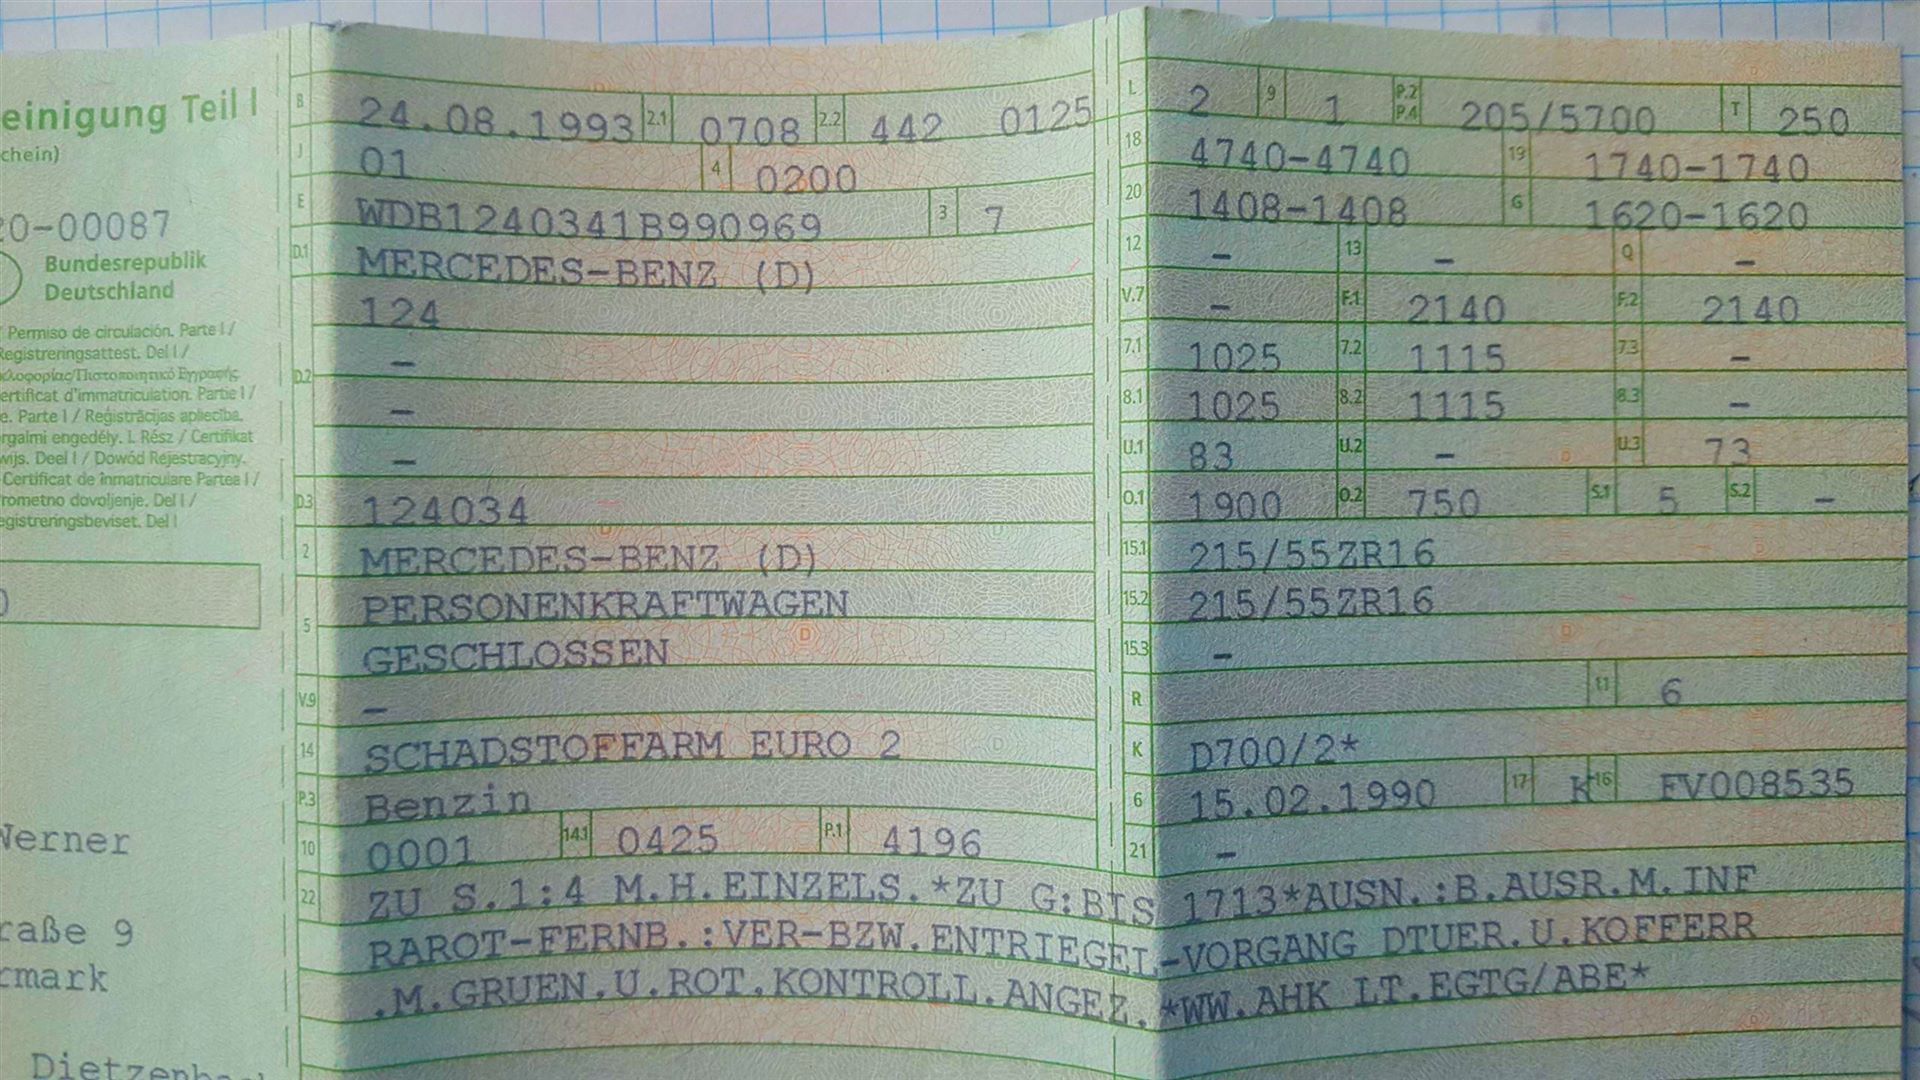 einigung Teil I
chein)
0-00087
Bundesrepublik
Deutschland
Permiso de circulación. Parte I /
egistreringsattest. Del I /
ertificat d'immatriculation. Partie I /
e. Parte I / Reģistrācijas apliecība.
rgalmi engedély. I. Rész / Certifikat
wijs. Deel I / Dowód Rejestracyjny.
Certificat de înmatriculare Partea I /
rometno dovoljenje. Del I /
egistreringsbeviset. Del I
Werner
raße 9
rmark
Dietzenba
B 24.08.1993 2.1 0708 2.2 442 0125
J 01 4 0200
E WDB1240341B990969 3 7
D.1 MERCEDES-BENZ (D)
124
D.2 -
-
-
D.3 124034
2 MERCEDES-BENZ (D)
5 PERSONENKRAFTWAGEN
GESCHLOSSEN
V.9 -
14 SCHADSTOFFARM EURO 2
P.3 Benzin
10 0001 14.1 0425 P.1 4196
L 2 9 1 P.2 P.4 205/5700 T 250
18 4740-4740 19 1740-1740
20 1408-1408 G 1620-1620
12 - 13 - Q -
V.7 - F.1 2140 F.2 2140
7.1 1025 7.2 1115 7.3 -
8.1 1025 8.2 1115 8.3 -
U.1 83 U.2 - U.3 73
O.1 1900 O.2 750 S.1 5 S.2 -
15.1 215/55ZR16
15.2 215/55ZR16
15.3 -
R 11 6
K D700/2*
6 15.02.1990 17 K 16 FV008535
21 -
22 ZU S.1:4 M.H.EINZELS.*ZU G:BIS 1713*AUSN.:B.AUSR.M.INF
RAROT-FERNB.:VER-BZW.ENTRIEGEL-VORGANG DTUER.U.KOFFERR
.M.GRUEN.U.ROT.KONTROLL.ANGEZ.*WW.AHK LT.EGTG/ABE*